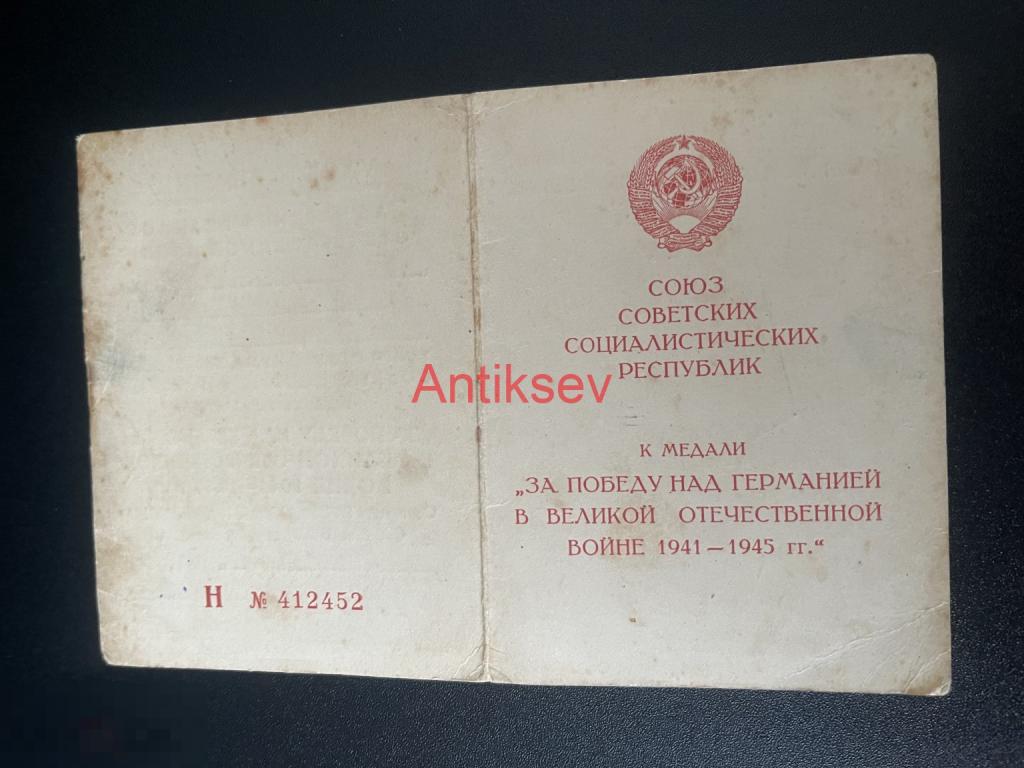 СОЮЗ
СОВЕТСКИХ
СОЦИАЛИСТИЧЕСКИХ
РЕСПУБЛИК
Antiksev
К МЕДАЛИ
„ЗА ПОБЕДУ НАД ГЕРМАНИЕЙ
В ВЕЛИКОЙ ОТЕЧЕСТВЕННОЙ
ВОЙНЕ 1941—1945 гг.“
Н № 412452